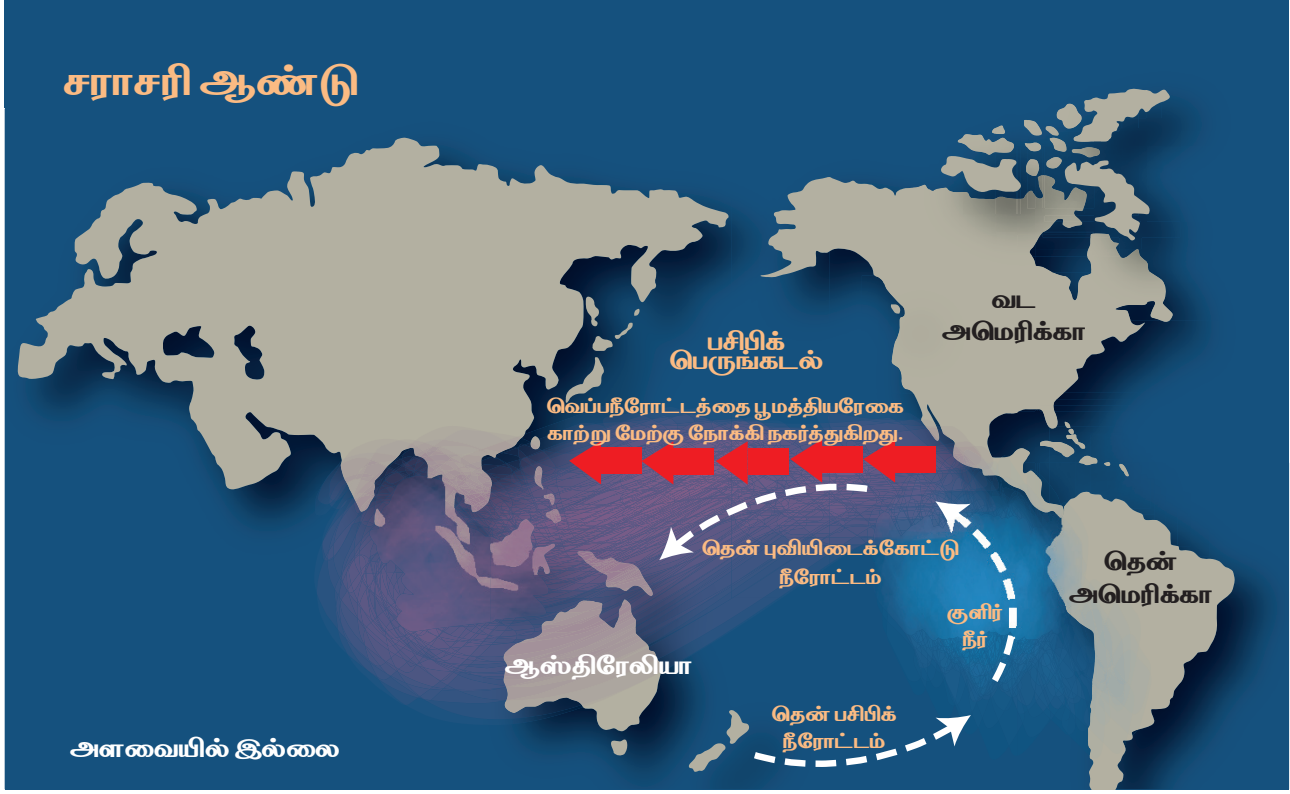 சராசரி ஆண்டு
வட
அமெரிக்கா
பசிபிக்
பெருங்கடல்
வெப்பநீரோட்டத்தை பூமத்தியரேகை
காற்று மேற்கு நோக்கி நகர்த்துகிறது.
தென் புவியிடைக்கோட்டு
நீரோட்டம்
தென்
அமெரிக்கா
குளிர்
நீர்
ஆஸ்திரேலியா
தென் பசிபிக்
நீரோட்டம்
அளவையில் இல்லை